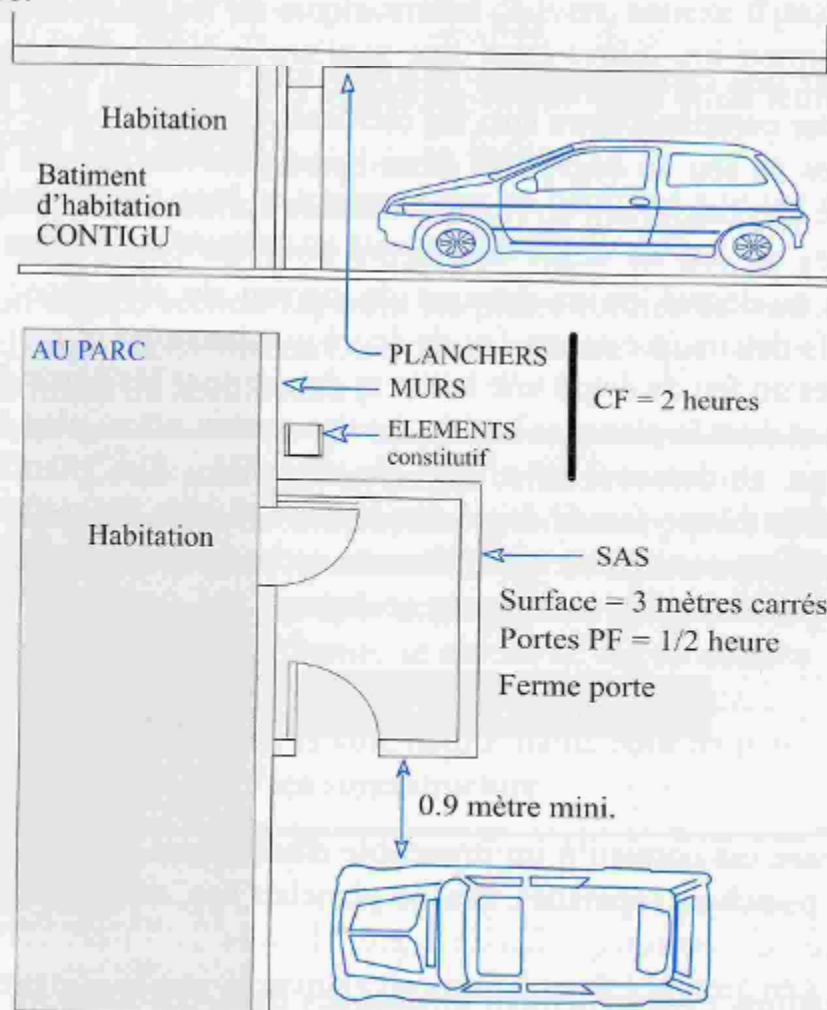 Habitation
Batiment
d'habitation
CONTIGU
AU PARC
PLANCHERS
MURS
ELEMENTS
constitutif
CF = 2 heures
Habitation
SAS
Surface = 3 mètres carrés
Portes PF = 1/2 heure
Ferme porte
0.9 mètre mini.